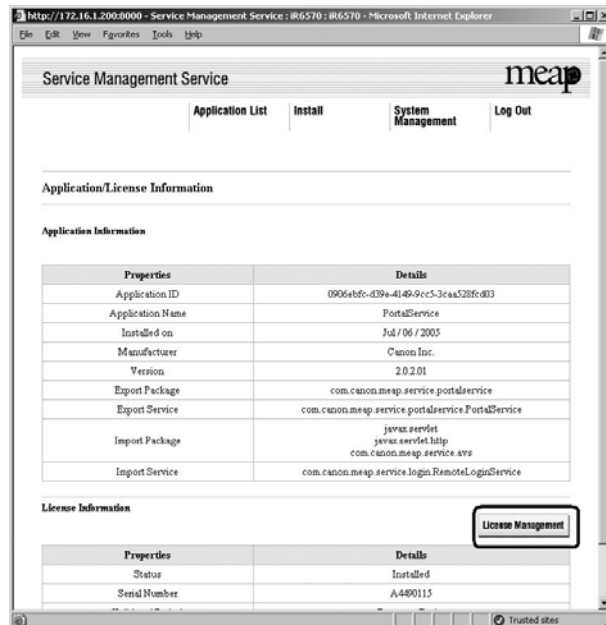 http://172.16.1.200:0000 - Service Management Service : iR6570 : iR6570 - Microsoft Internet Explorer
File Edit View Favorites Tools Help
Service Management Service meap
Application List Install System Management Log Out
Application/License Information
Application Information
Properties Details
Application ID 0906ebfc-d39e-4149-9cc5-3caa528fcd03
Application Name PortalService
Installed on Jul / 06 / 2005
Manufacturer Canon Inc.
Version 2.0.2.01
Export Package com.canon.meap.service.portalservice
Export Service com.canon.meap.service.portalservice.PortalService
Import Package javax.servlet
javax.servlet.http
com.canon.meap.service.avs
Import Service com.canon.meap.service.login.RemoteLoginService
License Information
License Management
Properties Details
Status Installed
Serial Number A4490115
Trusted sites